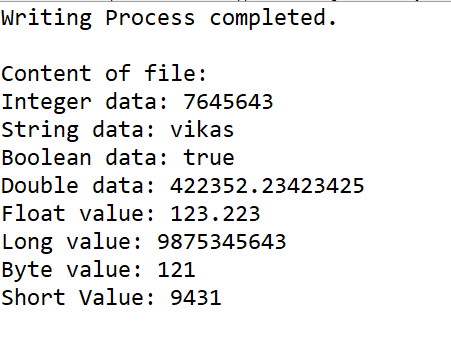 Writing Process completed.
Content of file:
Integer data: 7645643
String data: vikas
Boolean data: true
Double data: 422352.23423425
Float value: 123.223
Long value: 9875345643
Byte value: 121
Short Value: 9431